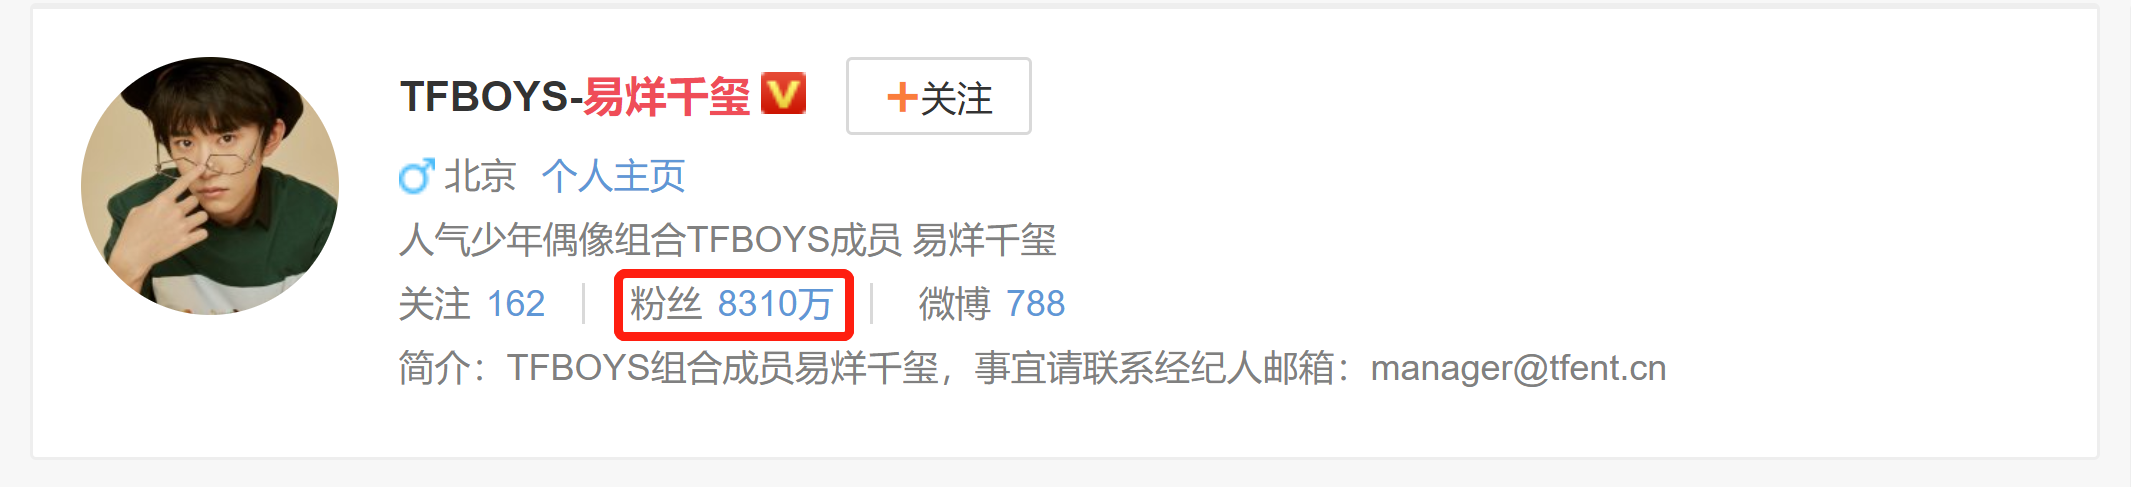 TFBOYS-易烊千玺 V +关注
北京 个人主页
人气少年偶像组合TFBOYS成员 易烊千玺
关注 162 粉丝 8310万 微博 788
简介：TFBOYS组合成员易烊千玺，事宜请联系经纪人邮箱：manager@tfent.cn